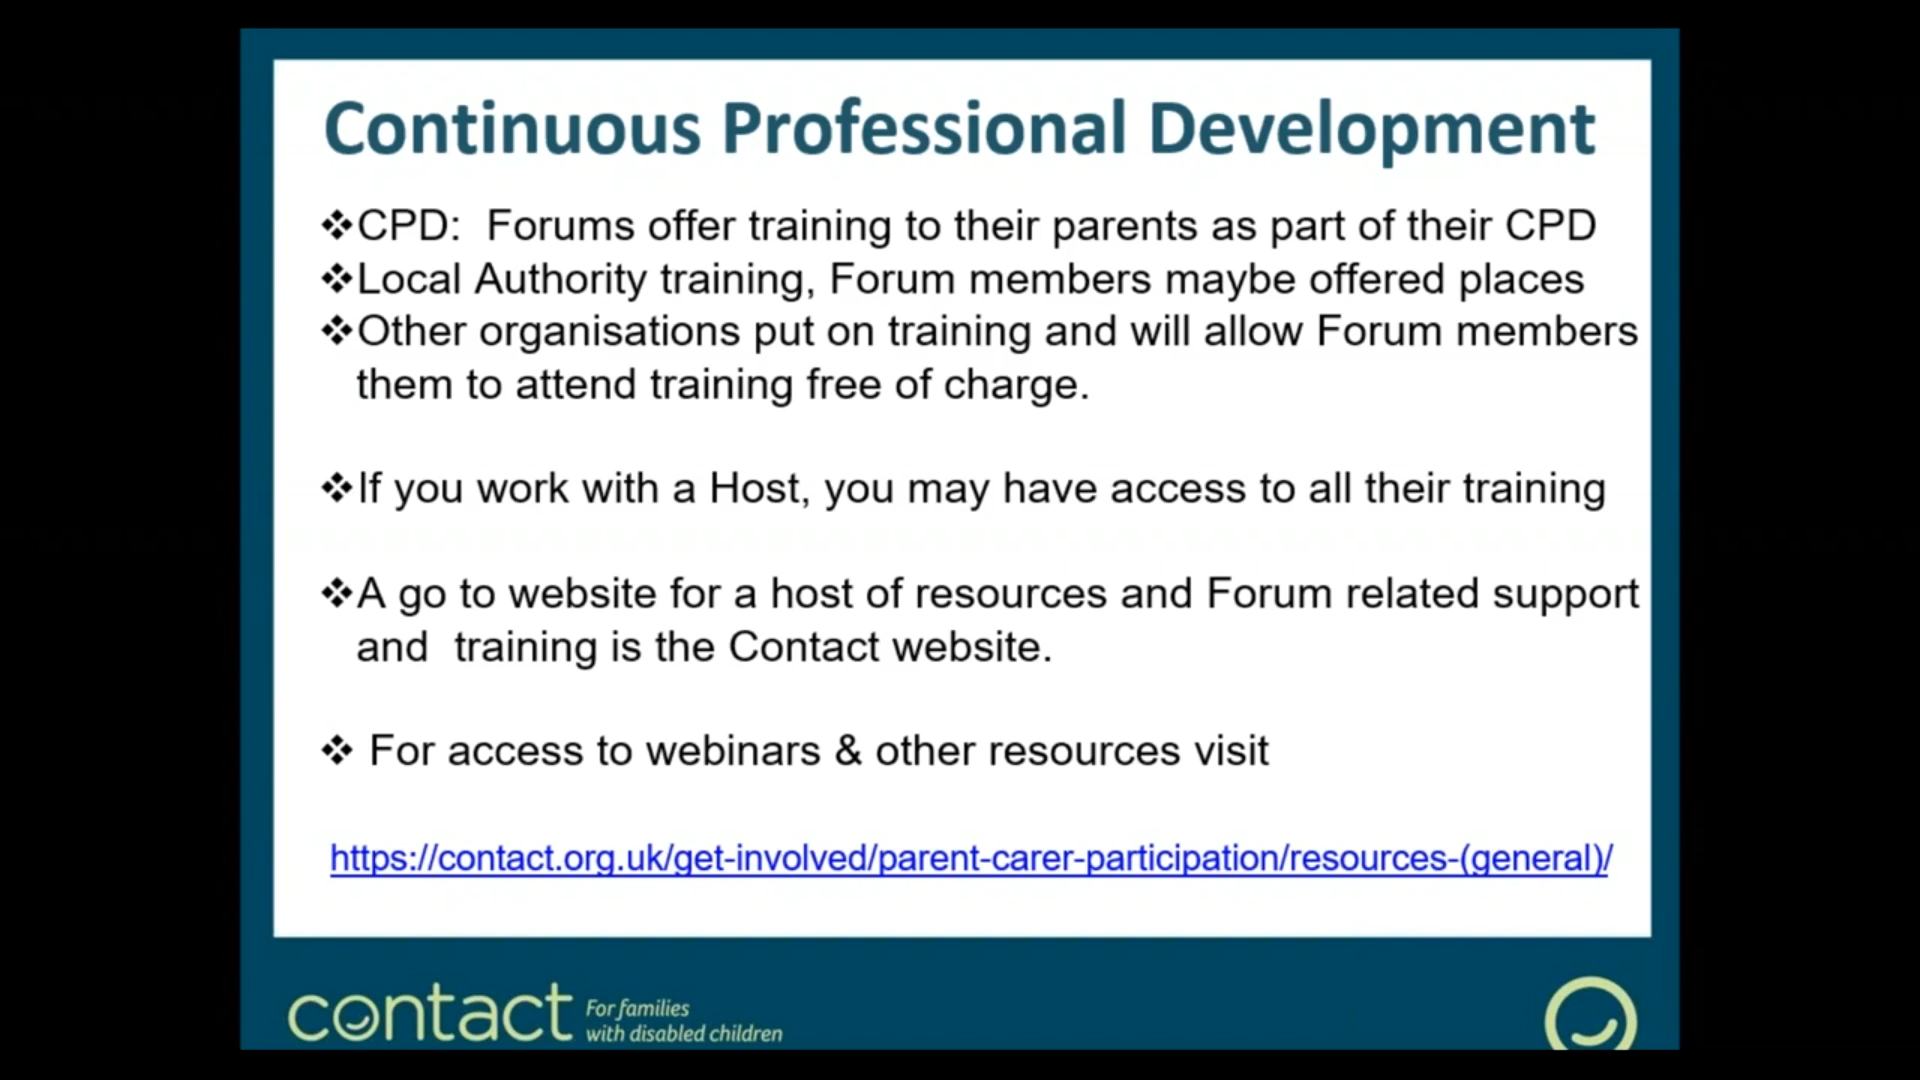 Continuous Professional Development
❖CPD:  Forums offer training to their parents as part of their CPD
❖Local Authority training, Forum members maybe offered places
❖Other organisations put on training and will allow Forum members
them to attend training free of charge.
❖If you work with a Host, you may have access to all their training
❖A go to website for a host of resources and Forum related support
and  training is the Contact website.
❖ For access to webinars & other resources visit
https://contact.org.uk/get-involved/parent-carer-participation/resources-(general)/
contact For families
with disabled children